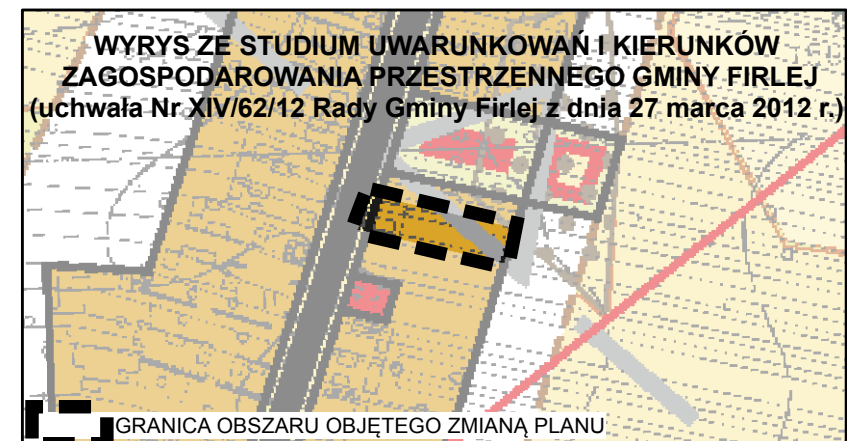 WYRYS ZE STUDIUM UWARUNKOWAŃ I KIERUNKÓW
ZAGOSPODAROWANIA PRZESTRZENNEGO GMINY FIRLEJ
(uchwała Nr XIV/62/12 Rady Gminy Firlej z dnia 27 marca 2012 r.)
GRANICA OBSZARU OBJĘTEGO ZMIANĄ PLANU